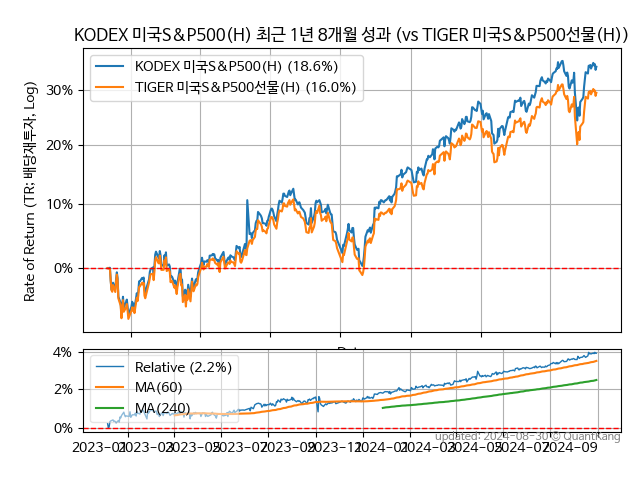 KODEX 미국S&P500(H) 최근 1년 8개월 성과 (vs TIGER 미국S&P500선물(H))
KODEX 미국S&P500(H) (18.6%)
TIGER 미국S&P500선물(H) (16.0%)
Rate of Return (TR: 배당재투자, Log)
30%
20%
10%
0%
4%
2%
0%
Relative (2.2%)
MA(60)
MA(240)
2023-01 2023-03 2023-05 2023-07 2023-09 2023-11 2024-01 2024-03 2024-05 2024-07 2024-09
updated: 2024-08-30 © QuantKang